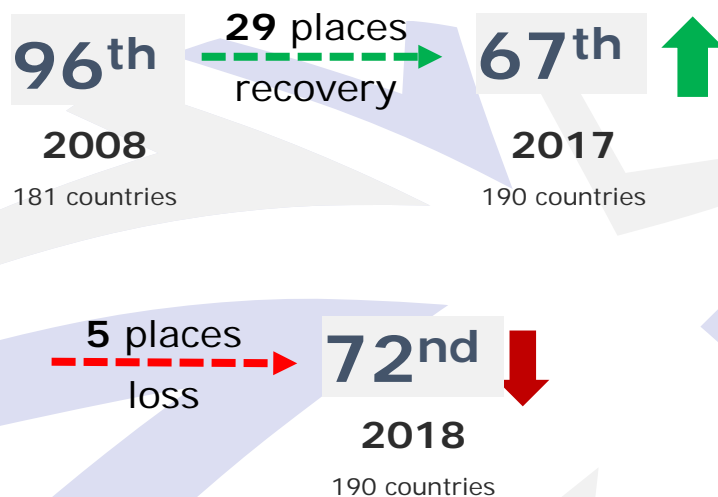 29 places
96th
67th
recovery
2008
2017
181 countries
190 countries
5 places
72nd
loss
2018
190 countries